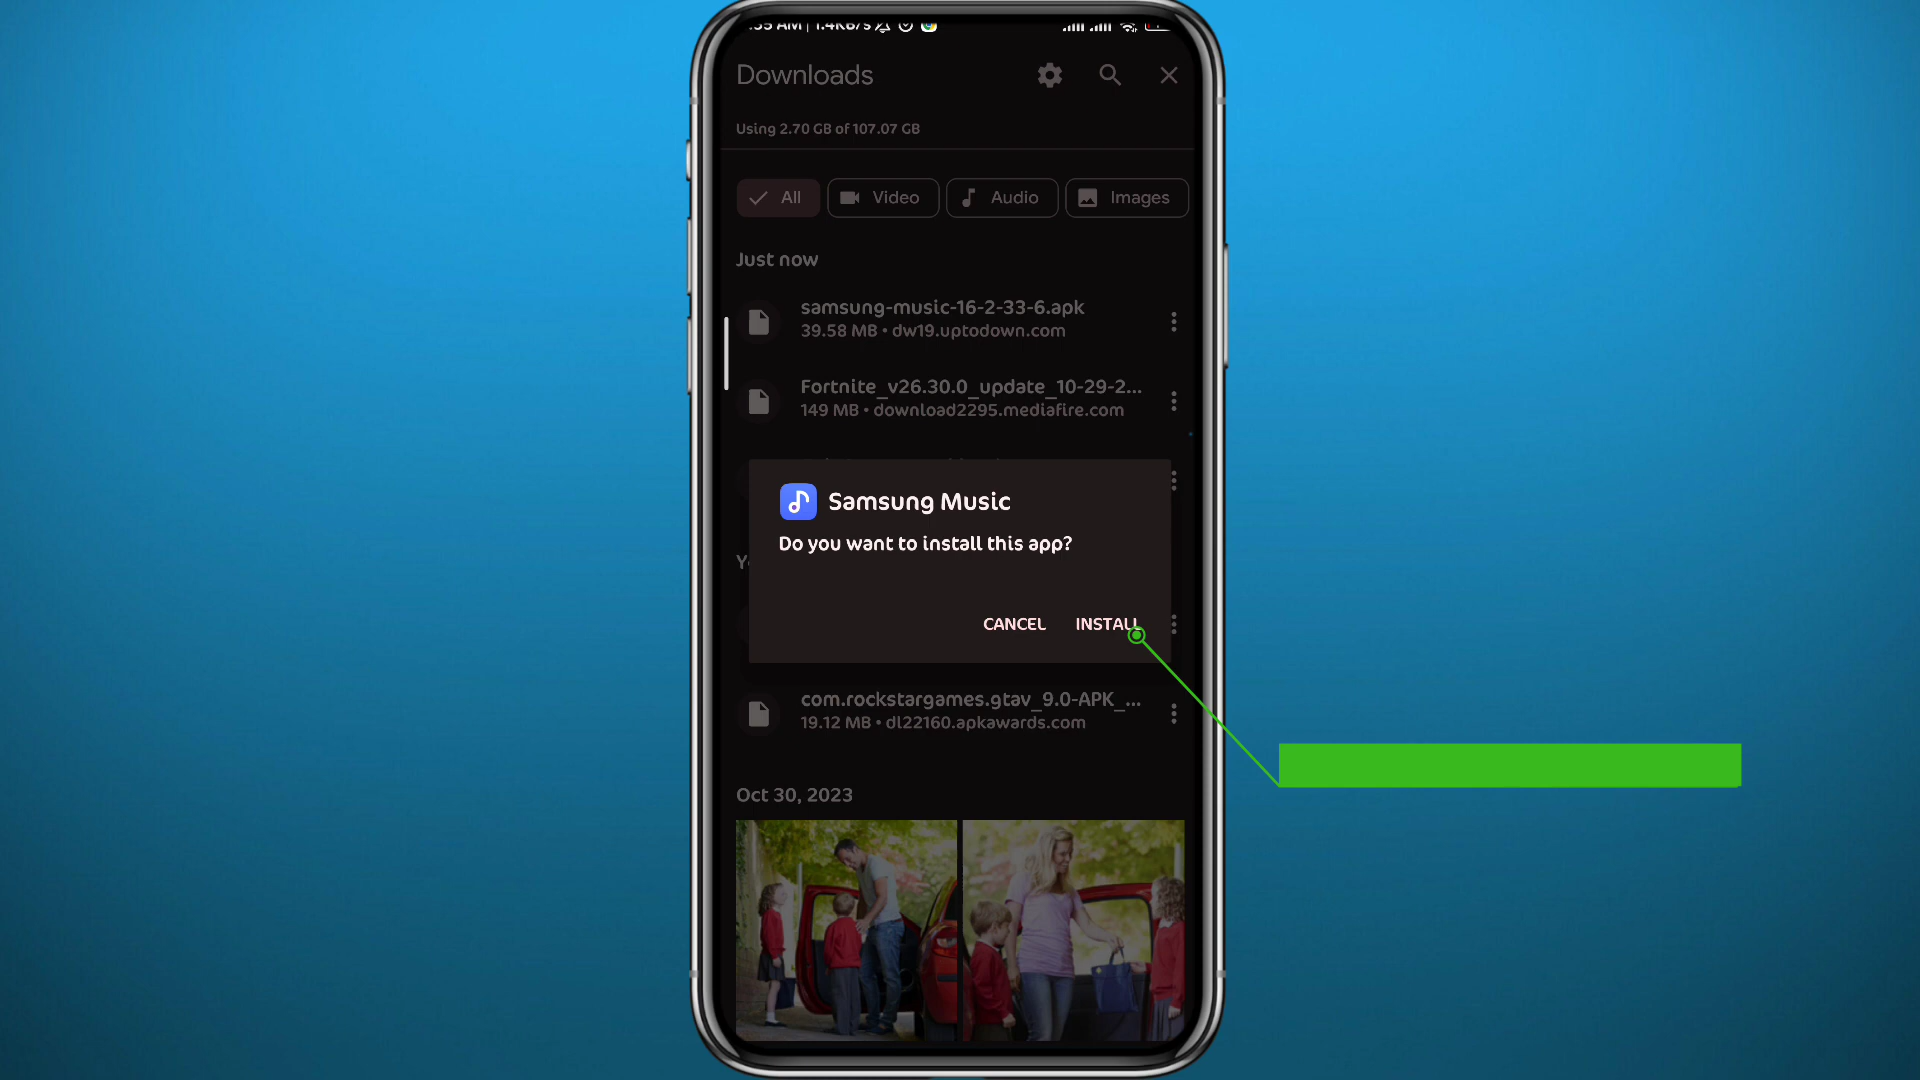 Downloads
Using 2.70 GB of 107.07 GB
All
Video
Audio
Images
Just now
samsung-music-16-2-33-6.apk
39.58 MB • dw19.uptodown.com
Fortnite_v26.30.0_update_10-29-2...
149 MB • download2295.mediafire.com
Samsung Music
Do you want to install this app?
CANCEL INSTALL
com.rockstargames.gtav_9.0-APK_...
19.12 MB • dl22160.apkawards.com
Oct 30, 2023